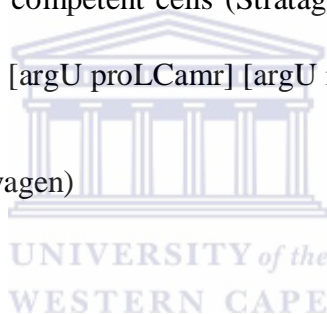 competent cells (Stratag
[argU proLCamr] [argU
vagen)
UNIVERSITY of the
WESTERN CAPE